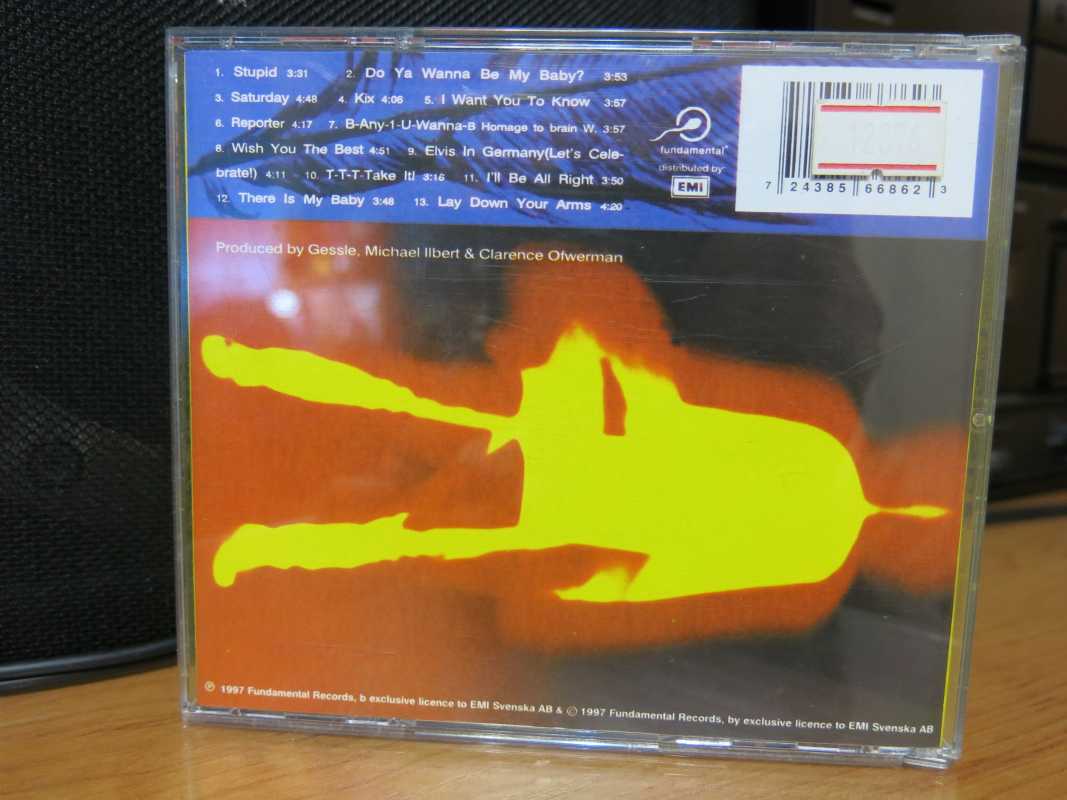 1. Stupid 3:31 2. Do Ya Wanna Be My Baby? 3:53
3. Saturday 4:48 4. Kix 4:06 5. I Want You To Know 3:57
6. Reporter 4:17 7. B-Any-1-U-Wanna-B Homage to brain W. 3:57
8. Wish You The Best 4:51 9. Elvis In Germany(Let's Cele-
brate!) 4:11 10. T-T-T-Take It! 3:16 11. I'll Be All Right 3:50
12. There Is My Baby 3:48 13. Lay Down Your Arms 4:20
fundamental
distributed by:
EMI
7 24385 66862 3
Produced by Gessle, Michael Ilbert & Clarence Ofwerman
℗ 1997 Fundamental Records, b exclusive licence to EMI Svenska AB & © 1997 Fundamental Records, by exclusive licence to EMI Svenska AB